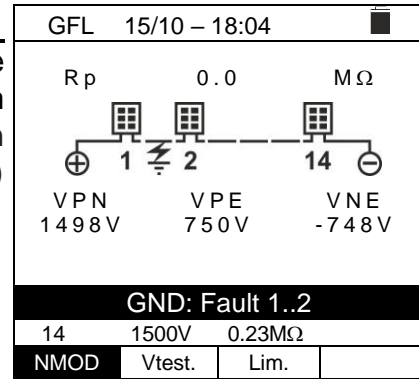 GFL 15/10 – 18:04
Rp 0.0 MΩ
1 2 14
VPN VPE VNE
1498V 750V -748V
GND: Fault 1..2
14 1500V 0.23MΩ
NMOD Vtest. Lim.